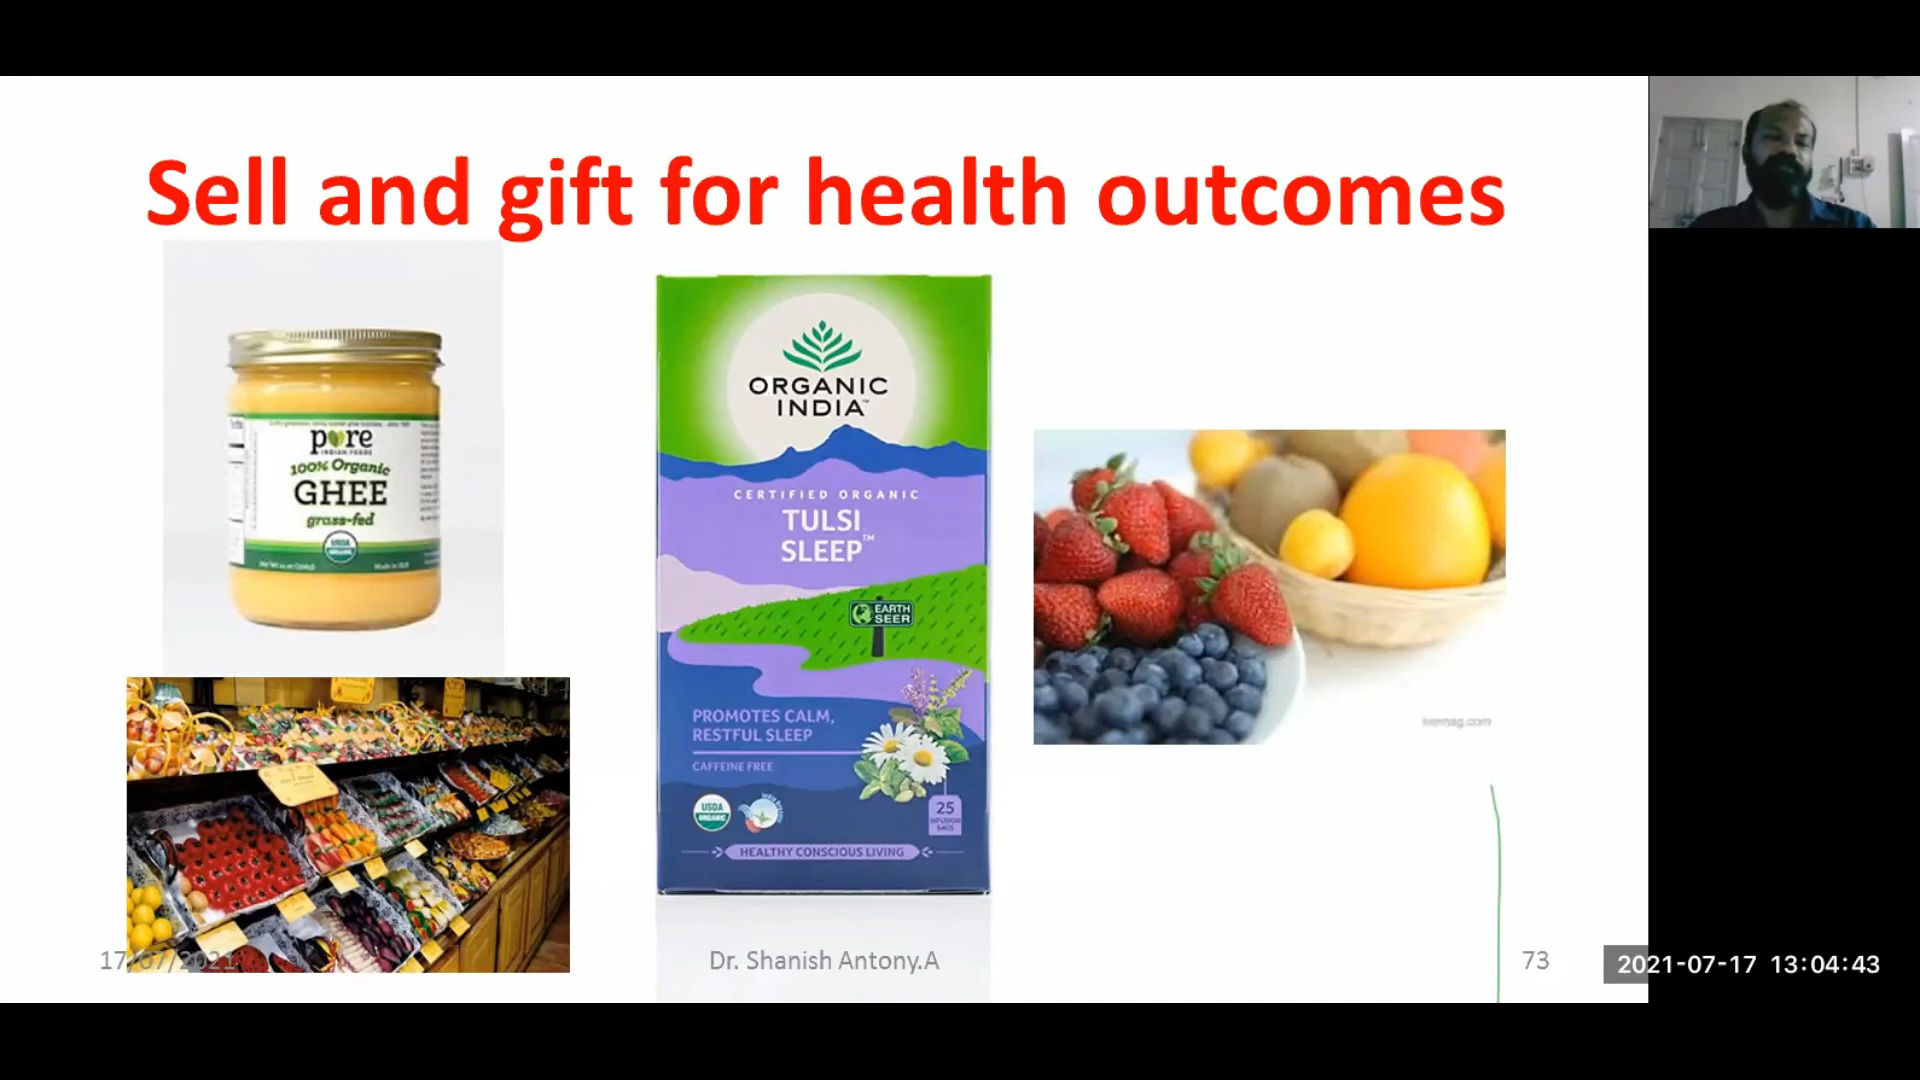 Sell and gift for health outcomes
pure
INDIAN FOODS
100% Organic
GHEE
grass-fed
USDA
ORGANIC
ORGANIC
INDIA™
CERTIFIED ORGANIC
TULSI
SLEEP™
EARTH
SEER
PROMOTES CALM,
RESTFUL SLEEP
CAFFEINE FREE
USDA
ORGANIC
25
INFUSION
BAGS
HEALTHY CONSCIOUS LIVING
17/07/2021
Dr. Shanish Antony.A
73
2021-07-17 13:04:43